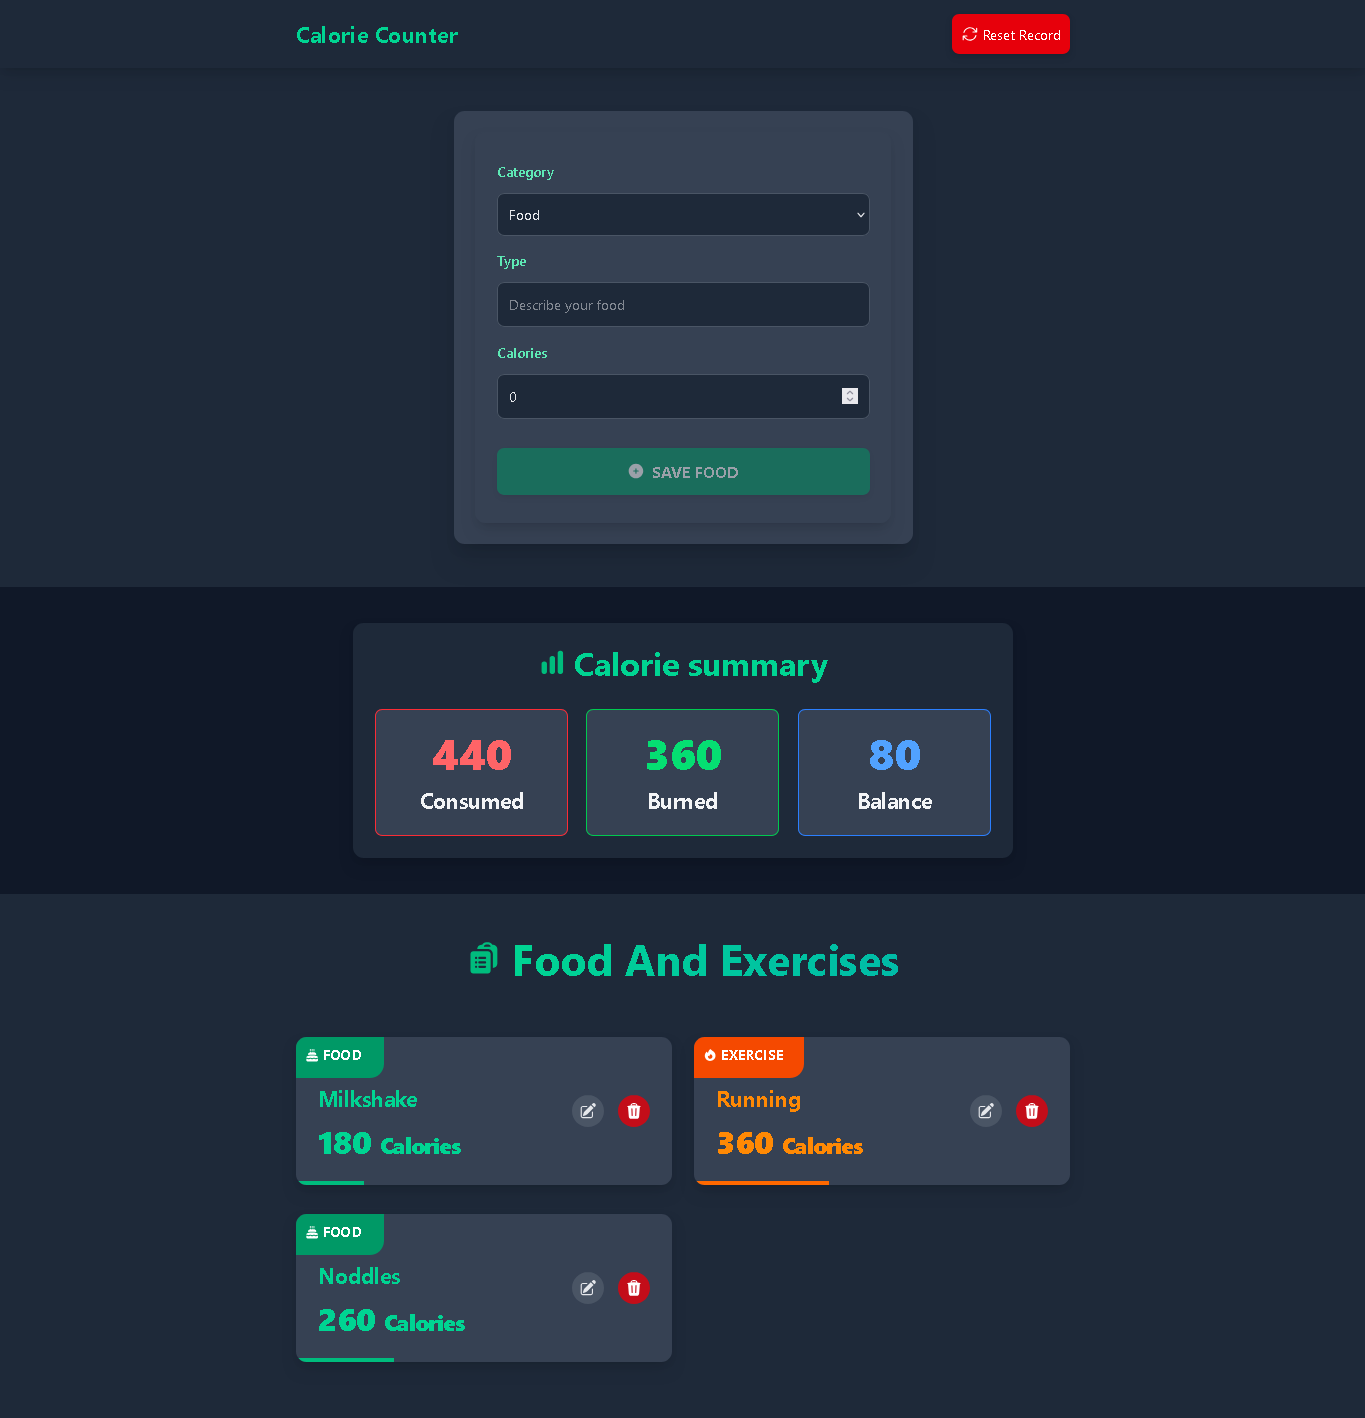 Calorie Counter
Reset Record
Category
Food
Type
Describe your food
Calories
0
SAVE FOOD
Calorie summary
440
Consumed
360
Burned
80
Balance
Food And Exercises
FOOD
Milkshake
180 Calories
EXERCISE
Running
360 Calories
FOOD
Noddles
260 Calories